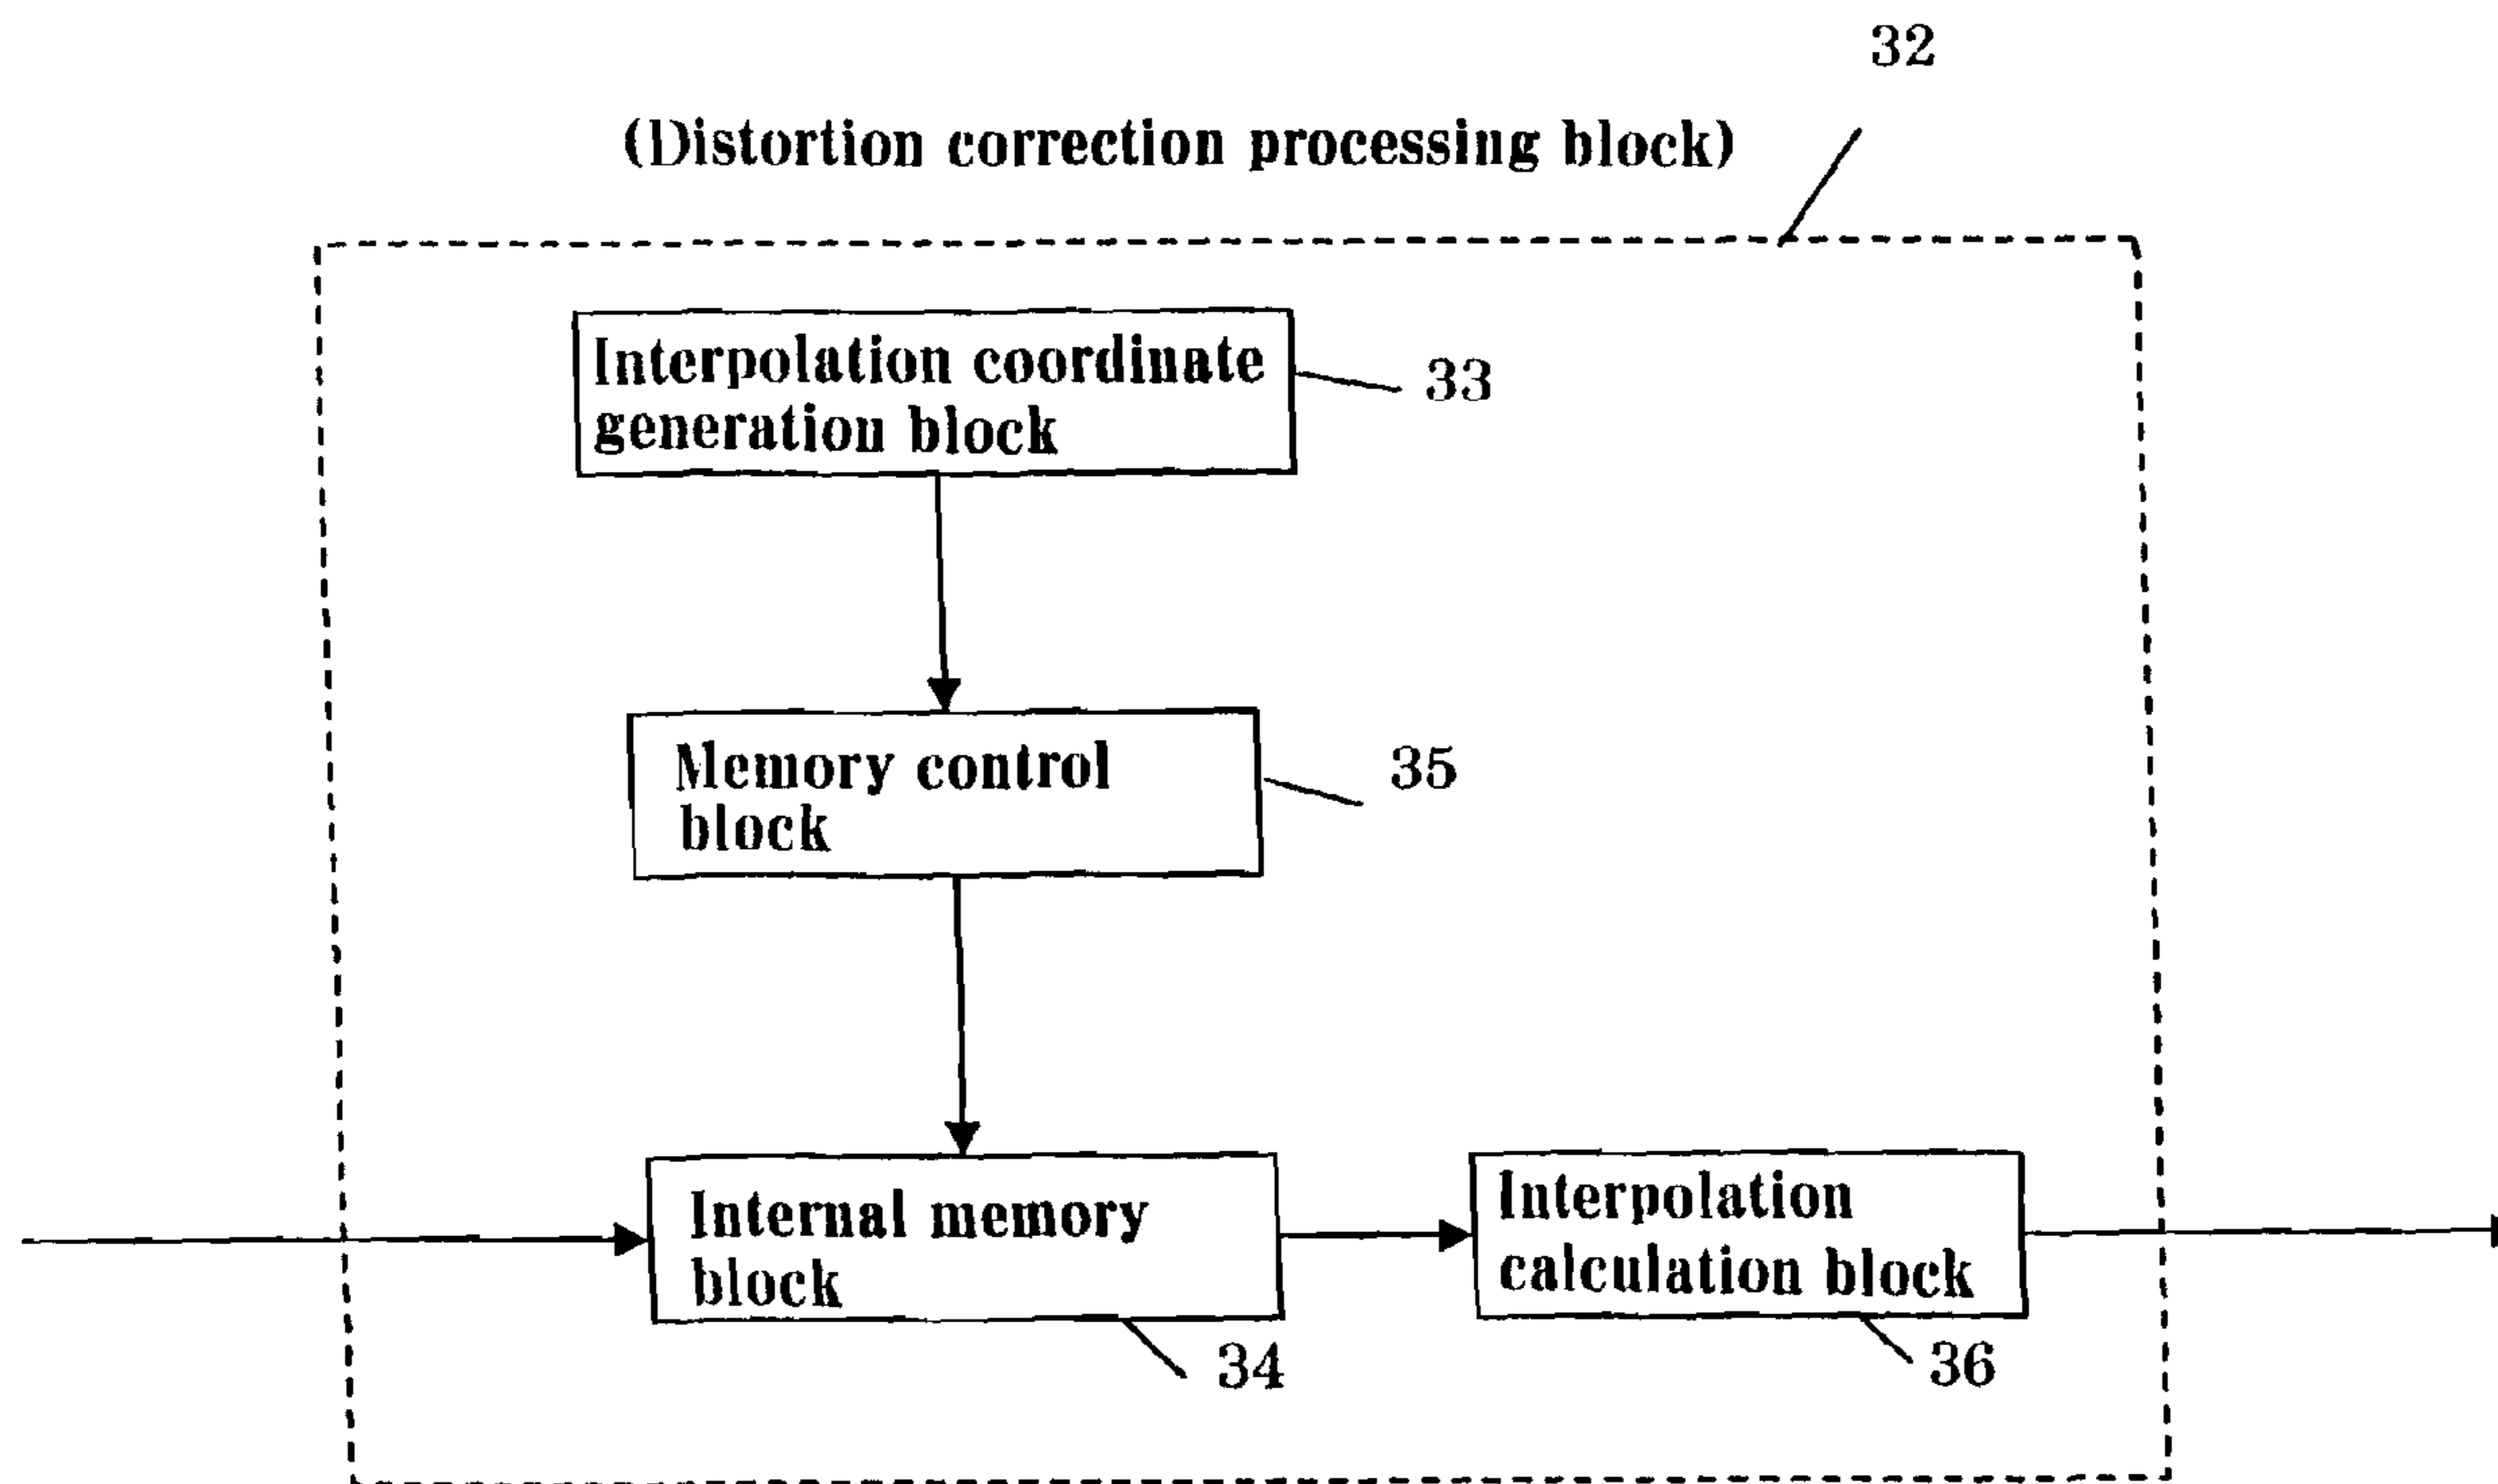 32
(Distortion correction processing block)
Interpolation coordinate
generation block
33
Memory control
block
35
Internal memory
block
34
Interpolation
calculation block
36